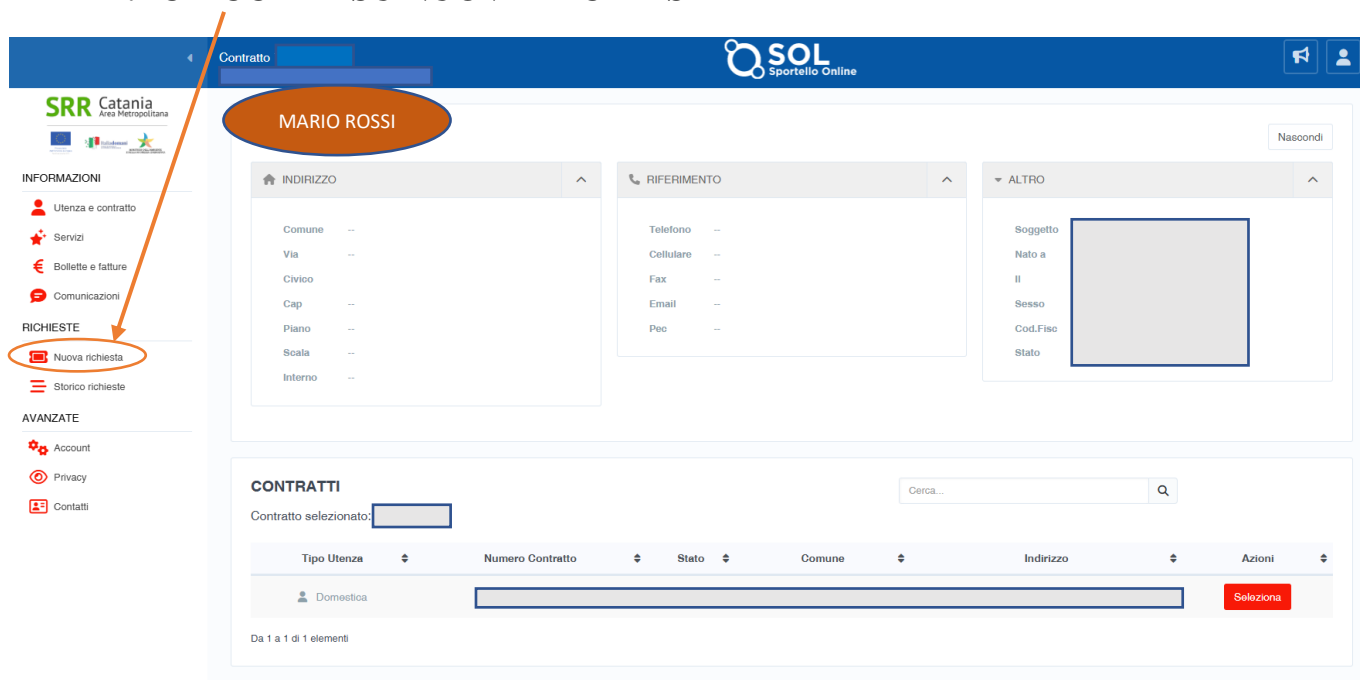 Contratto
SOL
Sportello Online
SRR Catania
Area Metropolitana
MARIO ROSSI
Nascondi
INFORMAZIONI
Utenza e contratto
Servizi
Bollette e fatture
Comunicazioni
RICHIESTE
Nuova richiesta
Storico richieste
AVANZATE
Account
Privacy
Contatti
INDIRIZZO
Comune --
Via --
Civico
Cap --
Piano --
Scala --
Interno --
RIFERIMENTO
Telefono --
Cellulare --
Fax --
Email --
Pec --
ALTRO
Soggetto
Nato a
Il
Sesso
Cod.Fisc
Stato
CONTRATTI
Cerca...
Contratto selezionato:
Tipo Utenza Numero Contratto Stato Comune Indirizzo Azioni
Domestica Seleziona
Da 1 a 1 di 1 elementi